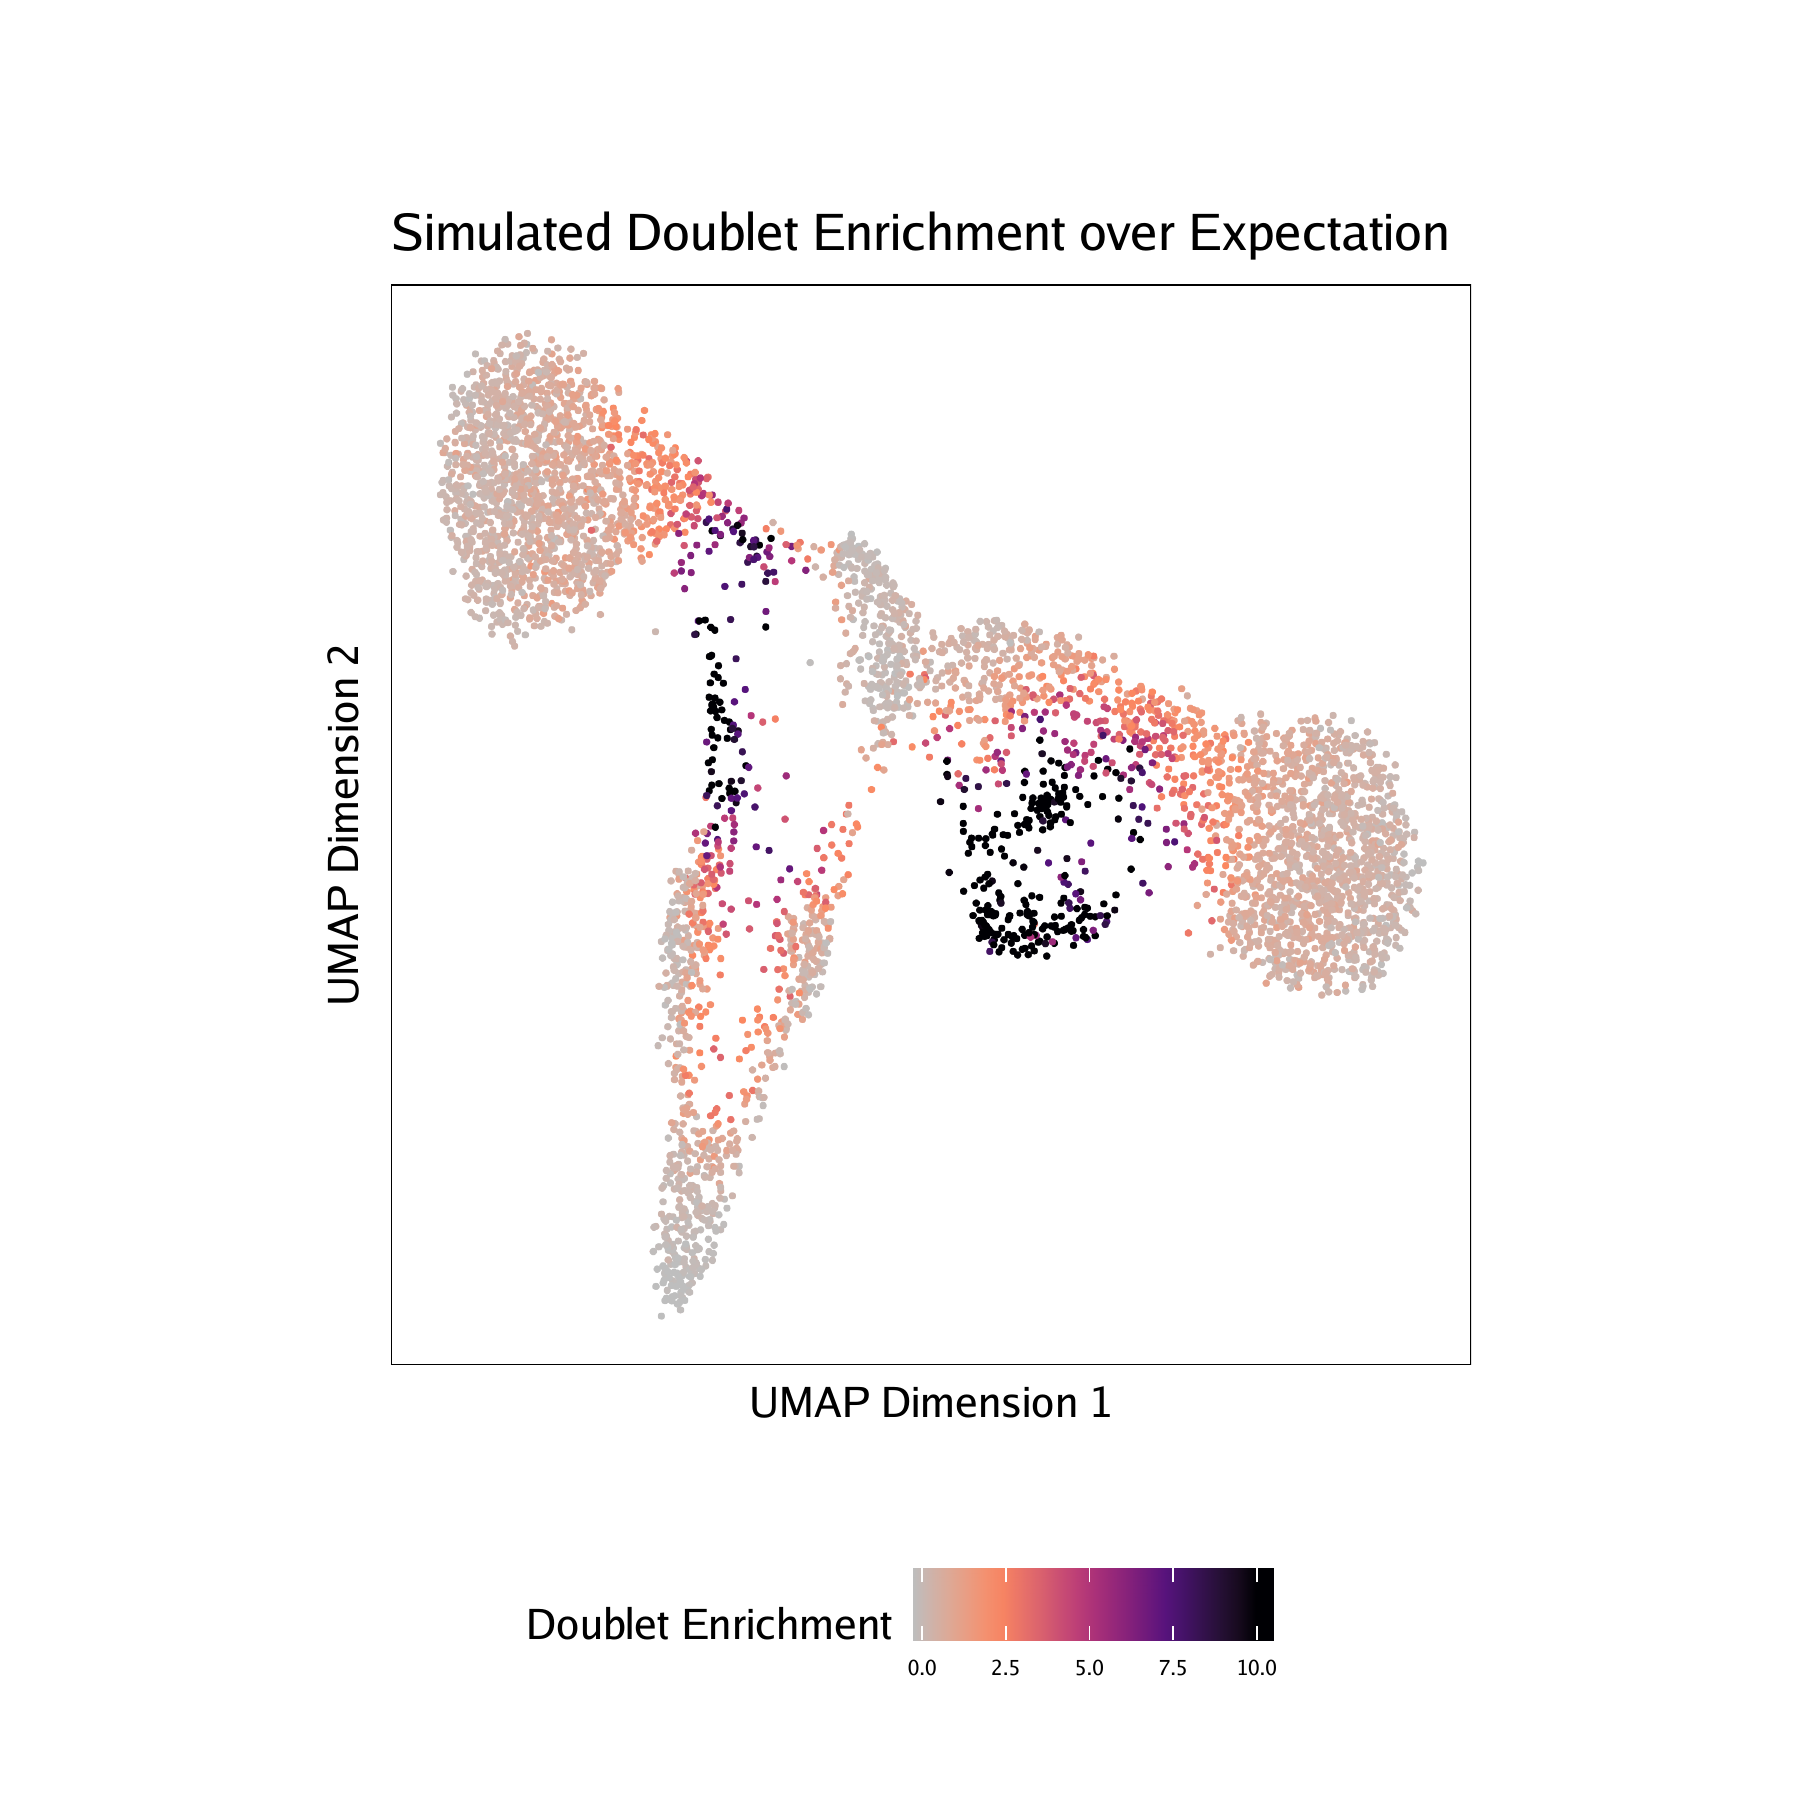 Simulated Doublet Enrichment over Expectation
UMAP Dimension 2
UMAP Dimension 1
Doublet Enrichment
0.0 2.5 5.0 7.5 10.0